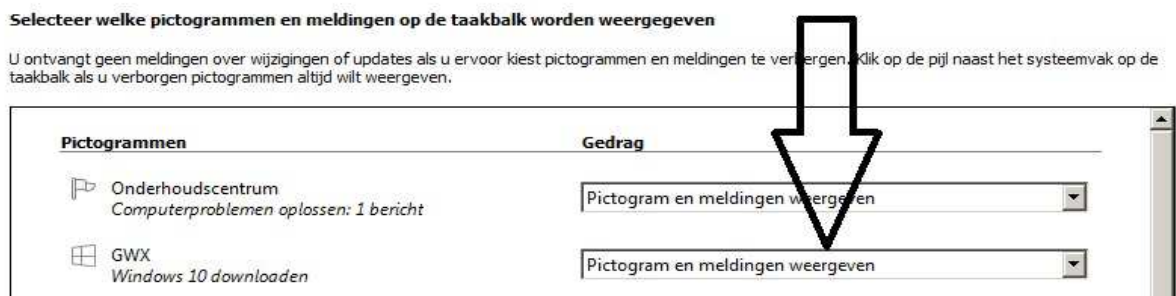 Selecteer welke pictogrammen en meldingen op de taakbalk worden weergegeven
U ontvangt geen meldingen over wijzigingen of updates als u ervoor kiest pictogrammen en meldingen te verbergen. Klik op de pijl naast het systeemvak op de
taakbalk als u verborgen pictogrammen altijd wilt weergeven.
Pictogrammen Gedrag
Onderhoudscentrum
Computerproblemen oplossen: 1 bericht
Pictogram en meldingen weergeven
GWX
Windows 10 downloaden
Pictogram en meldingen weergeven